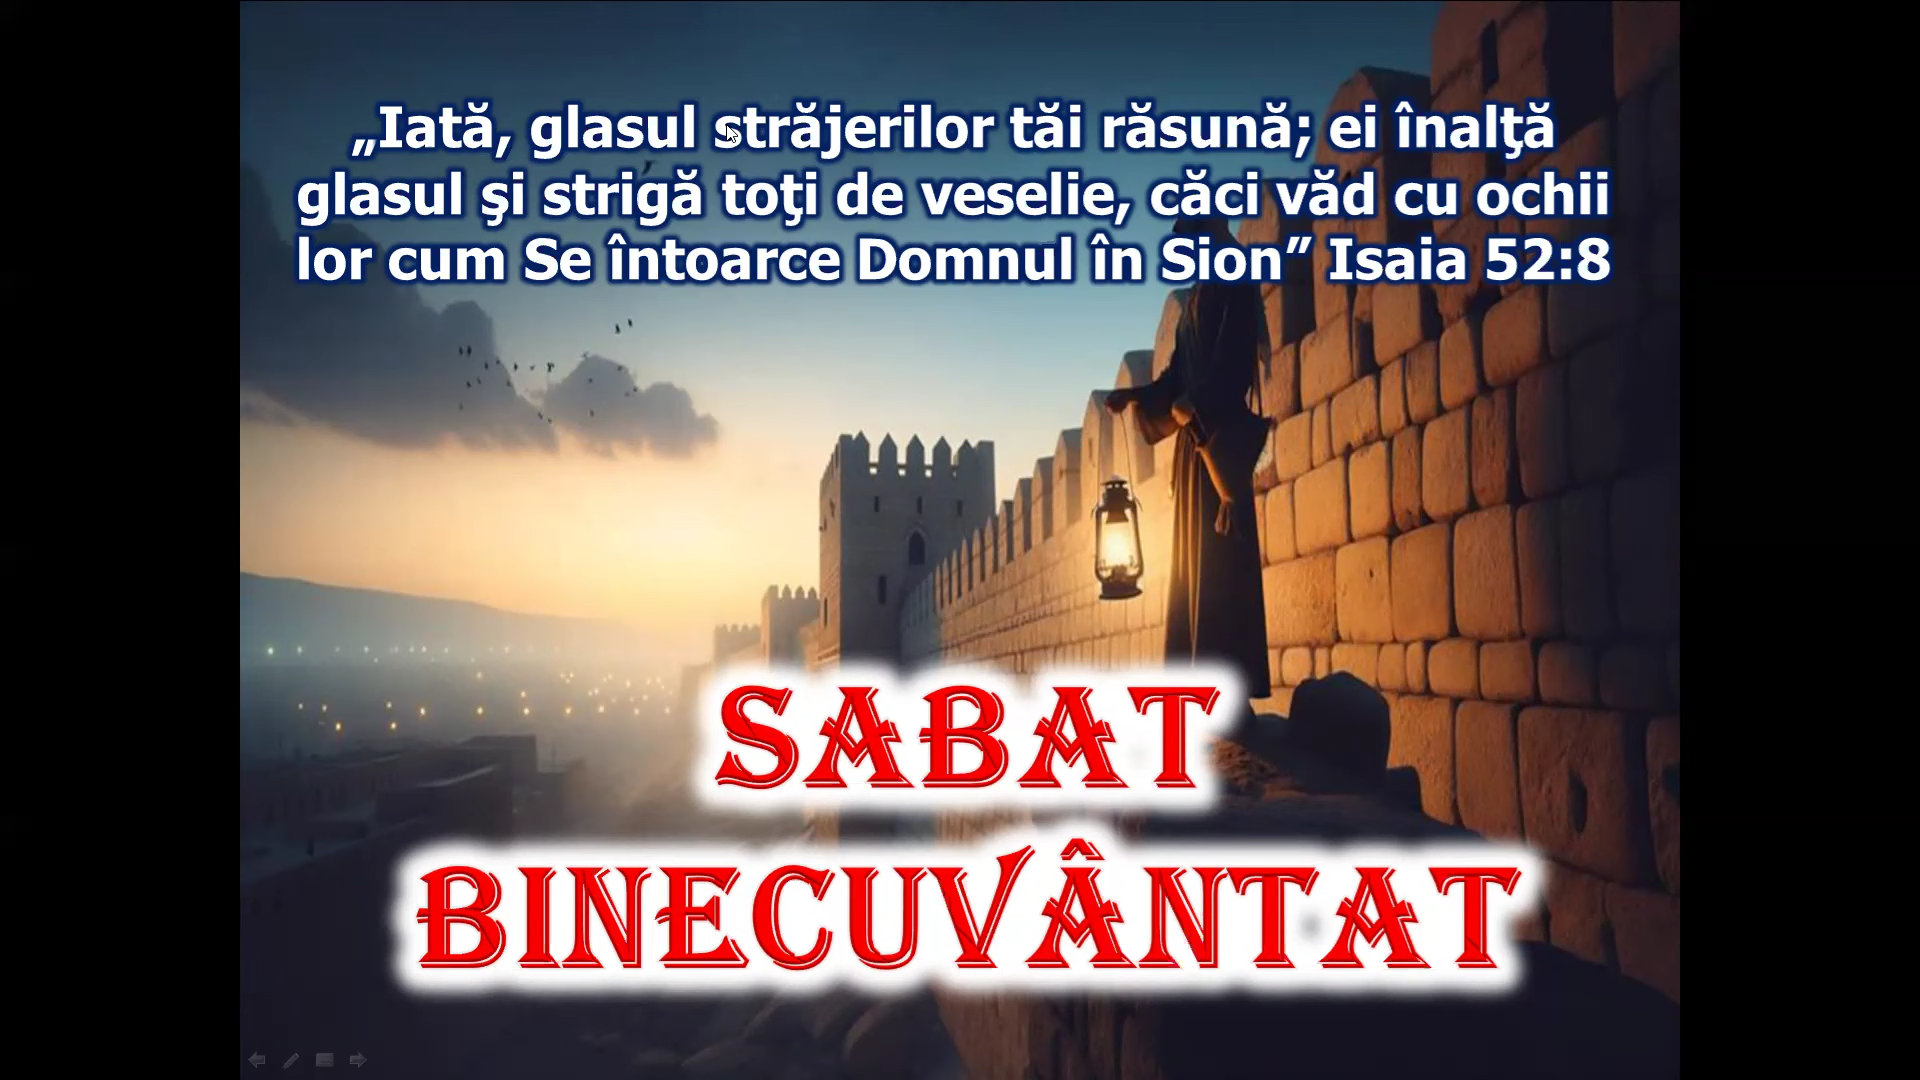 „Iată, glasul străjerilor tăi răsună; ei înalţă
glasul şi strigă toţi de veselie, căci văd cu ochii
lor cum Se întoarce Domnul în Sion” Isaia 52:8
SABAT
BINECUVÂNTAT